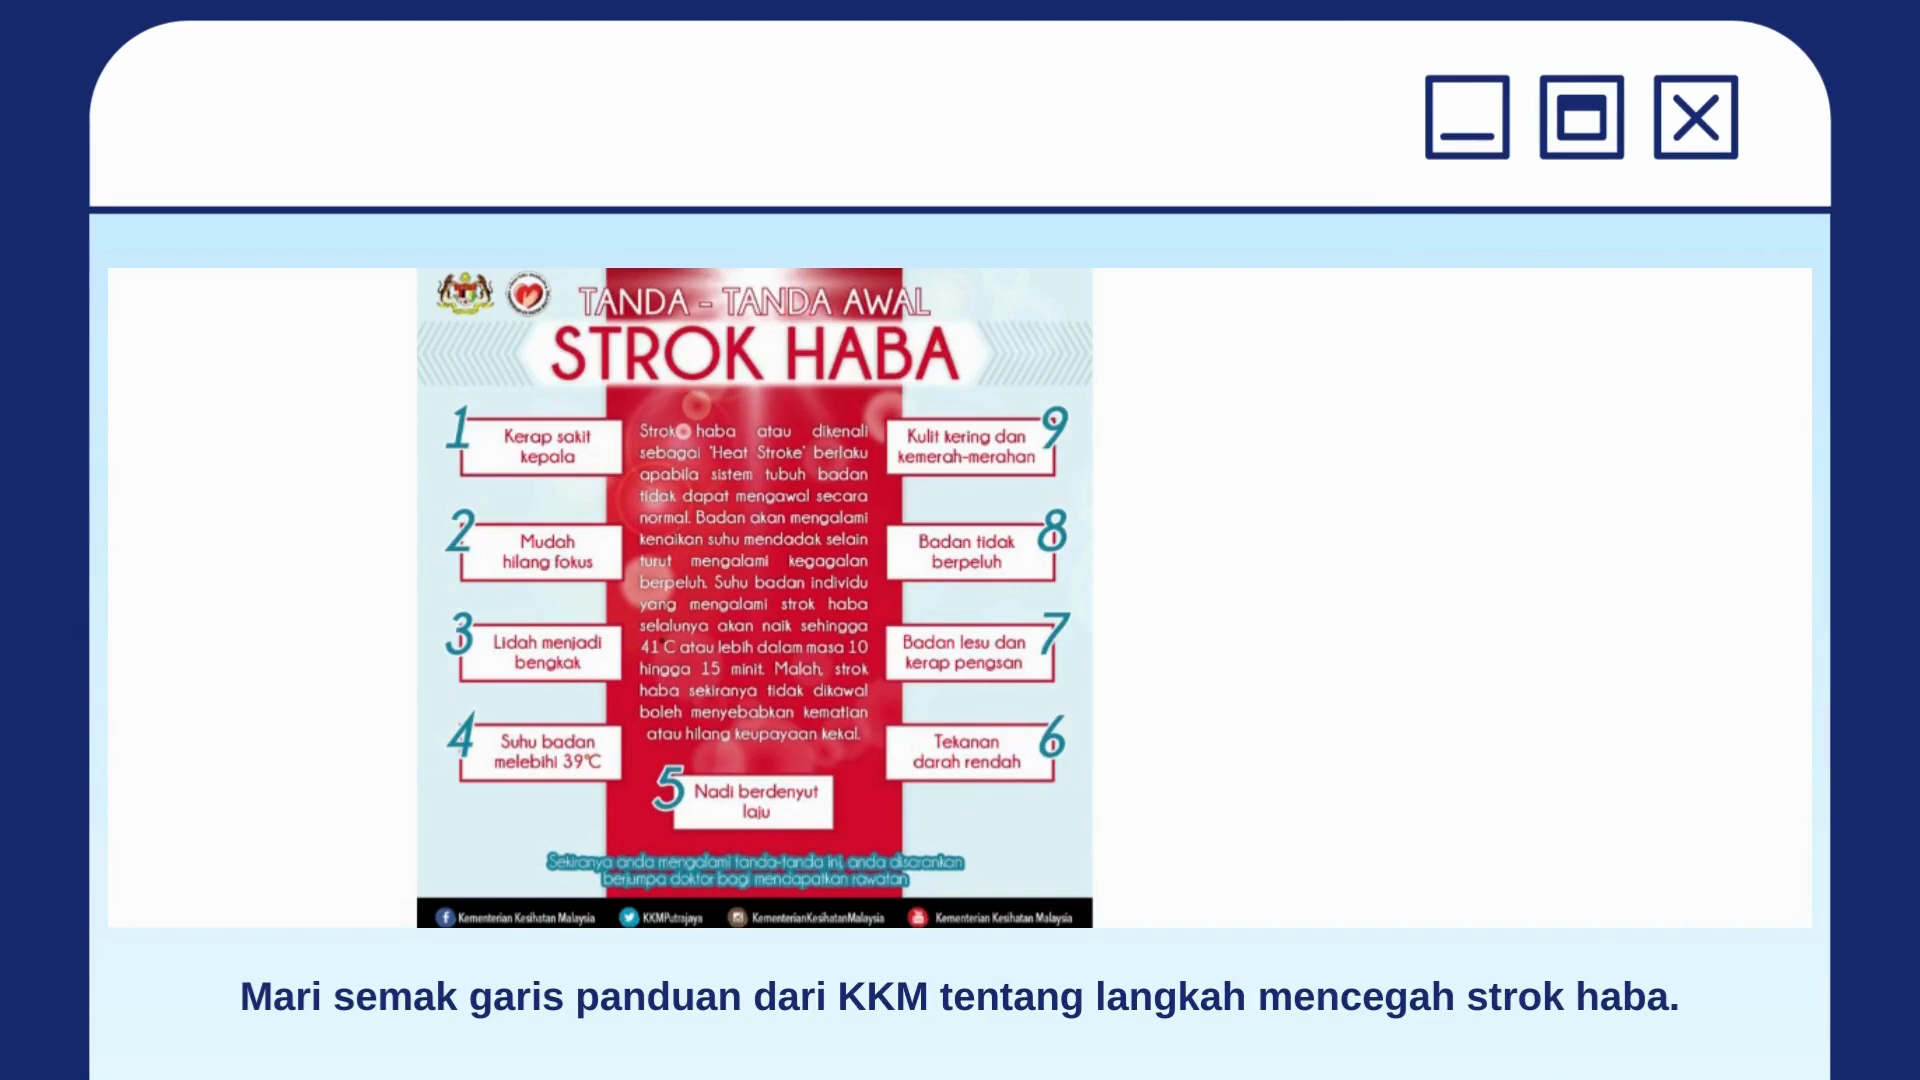 TANDA - TANDA AWAL
STROK HABA
1
Kerap sakit
kepala
2
Mudah
hilang fokus
3
Lidah menjadi
bengkak
4
Suhu badan
melebihi 39°C
Strok haba atau dikenali
sebagai 'Heat Stroke' berlaku
apabila sistem tubuh badan
tidak dapat mengawal secara
normal. Badan akan mengalami
kenaikan suhu mendadak selain
turut mengalami kegagalan
berpeluh. Suhu badan individu
yang mengalami strok haba
selalunya akan naik sehingga
41°C atau lebih dalam masa 10
hingga 15 minit. Malah, strok
haba sekiranya tidak dikawal
boleh menyebabkan kematian
atau hilang keupayaan kekal.
5
Nadi berdenyut
laju
9
Kulit kering dan
kemerah-merahan
8
Badan tidak
berpeluh
7
Badan lesu dan
kerap pengsan
6
Tekanan
darah rendah
Sekiranya anda mengalami tanda-tanda ini, anda disarankan
berjumpa doktor bagi mendapatkan rawatan
Kementerian Kesihatan Malaysia KKMPutrajaya KementerianKesihatanMalaysia Kementerian Kesihatan Malaysia
Mari semak garis panduan dari KKM tentang langkah mencegah strok haba.